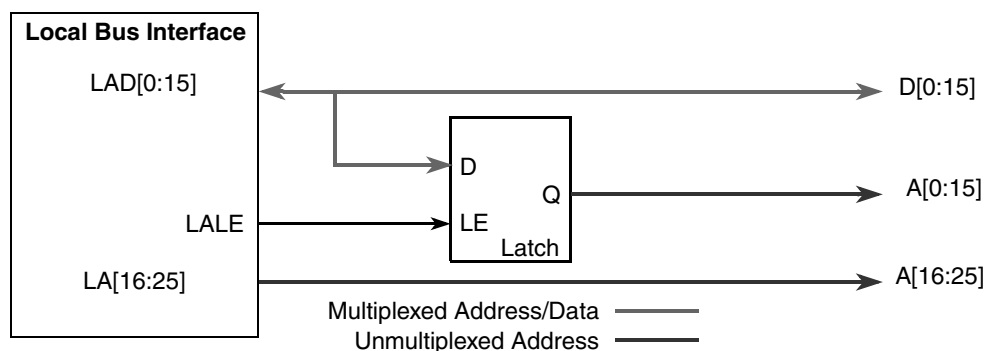 Local Bus Interface
LAD[0:15]
D[0:15]
D
Q
A[0:15]
LALE
LE
Latch
LA[16:25]
A[16:25]
Multiplexed Address/Data
Unmultiplexed Address